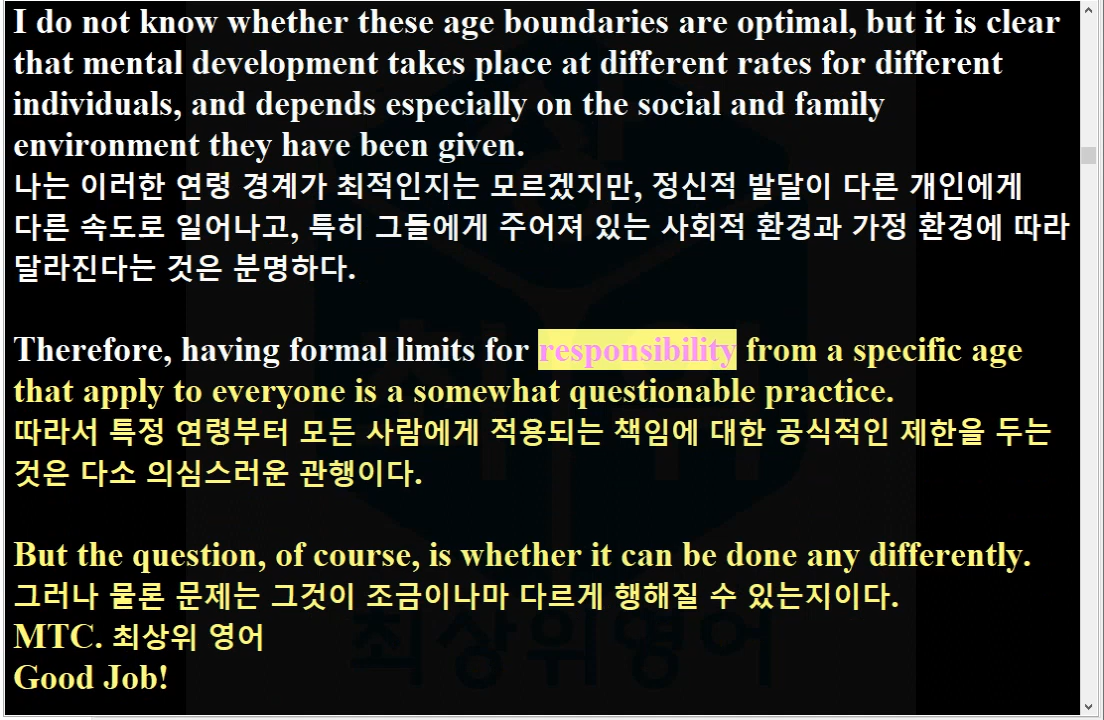 I do not know whether these age boundaries are optimal, but it is clear
that mental development takes place at different rates for different
individuals, and depends especially on the social and family
environment they have been given.
나는 이러한 연령 경계가 최적인지는 모르겠지만, 정신적 발달이 다른 개인에게
다른 속도로 일어나고, 특히 그들에게 주어져 있는 사회적 환경과 가정 환경에 따라
달라진다는 것은 분명하다.
Therefore, having formal limits for responsibility from a specific age
that apply to everyone is a somewhat questionable practice.
따라서 특정 연령부터 모든 사람에게 적용되는 책임에 대한 공식적인 제한을 두는
것은 다소 의심스러운 관행이다.
But the question, of course, is whether it can be done any differently.
그러나 물론 문제는 그것이 조금이나마 다르게 행해질 수 있는지이다.
MTC. 최상위 영어
최상위영어
Good Job!